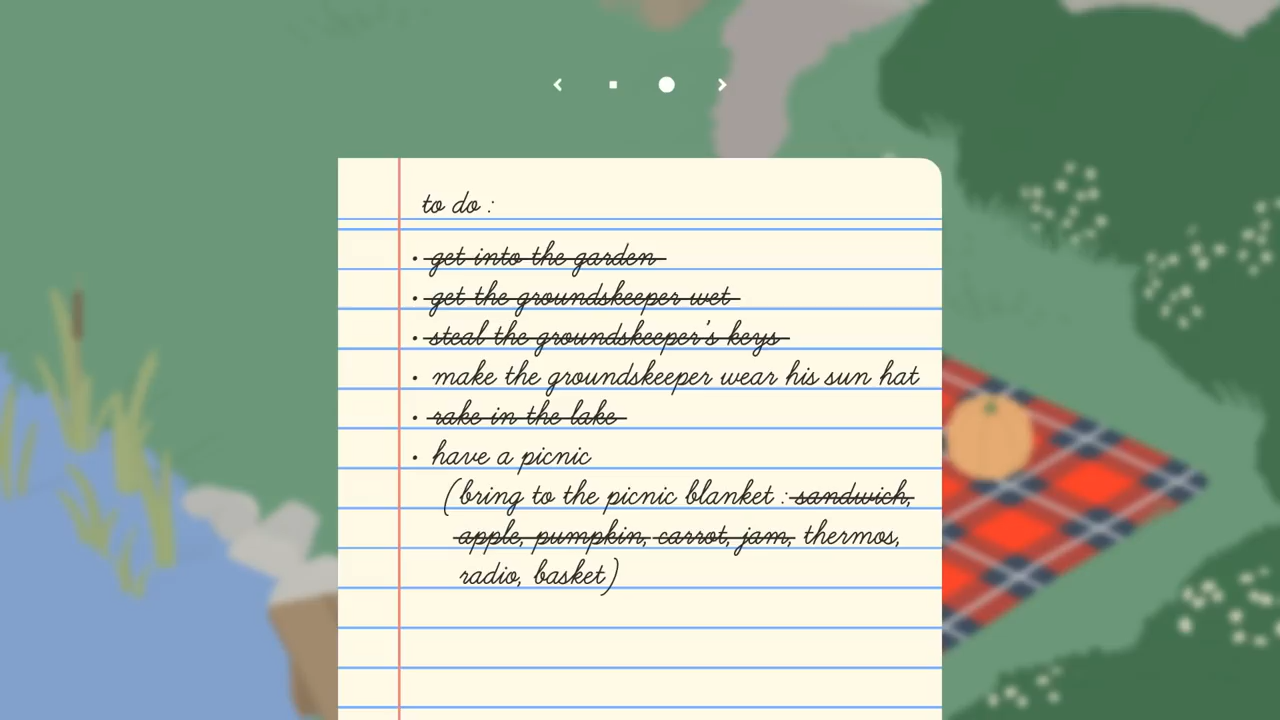 to do :
• get into the garden
• get the groundskeeper wet
• steal the groundskeeper's keys
• make the groundskeeper wear his sun hat
• rake in the lake
• have a picnic
(bring to the picnic blanket : sandwich,
apple, pumpkin, carrot, jam, thermos,
radio, basket)